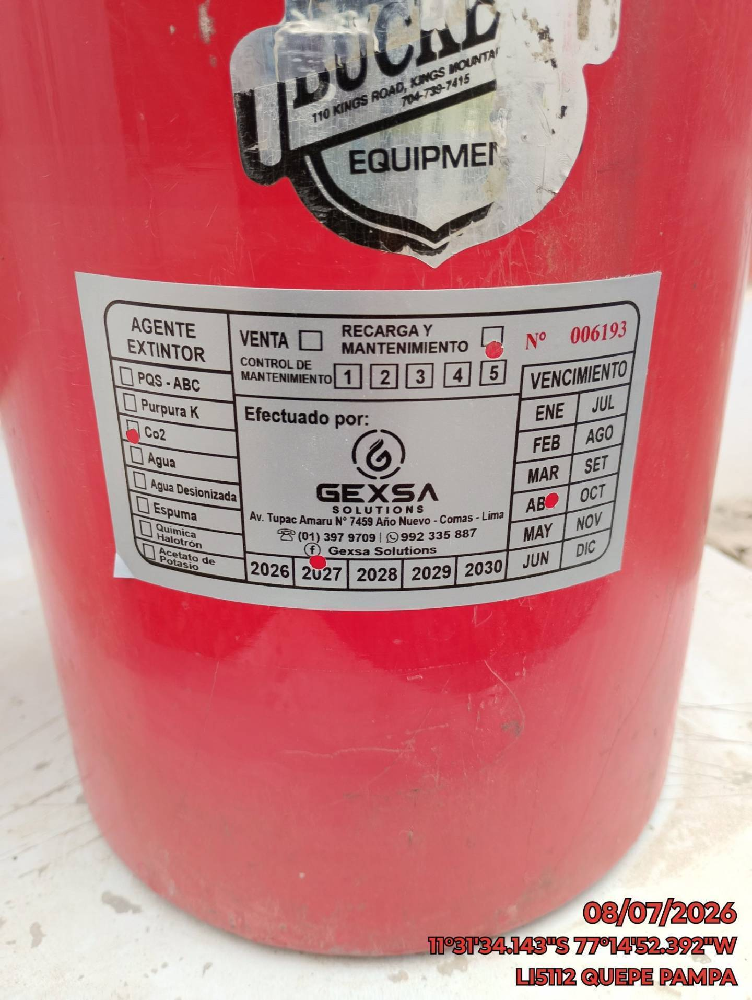 110 KINGS ROAD, KINGS
704-739-7415
AGENTE
EXTINTOR
PQS - ABC
Purpura K
Co2
Agua
Agua Desionizada
Espuma
Quimica
Halotrón
Acetato de
Potasio
VENTA
RECARGA Y
MANTENIMIENTO
CONTROL DE
MANTENIMIENTO 1 2 3 4 5
Efectuado por:
GEXSA
SOLUTIONS
Av. Tupac Amaru N° 7459 Año Nuevo - Comas - Lima
(01) 397 9709 | 992 335 887
Gexsa Solutions
2026 2027 2028 2029 2030
N° 006193
VENCIMIENTO
ENE JUL
FEB AGO
MAR SET
AB OCT
MAY NOV
JUN DIC
08/07/2026
11°31'34.143"S 77°14'52.392"W
LI5112 QUEPE PAMPA